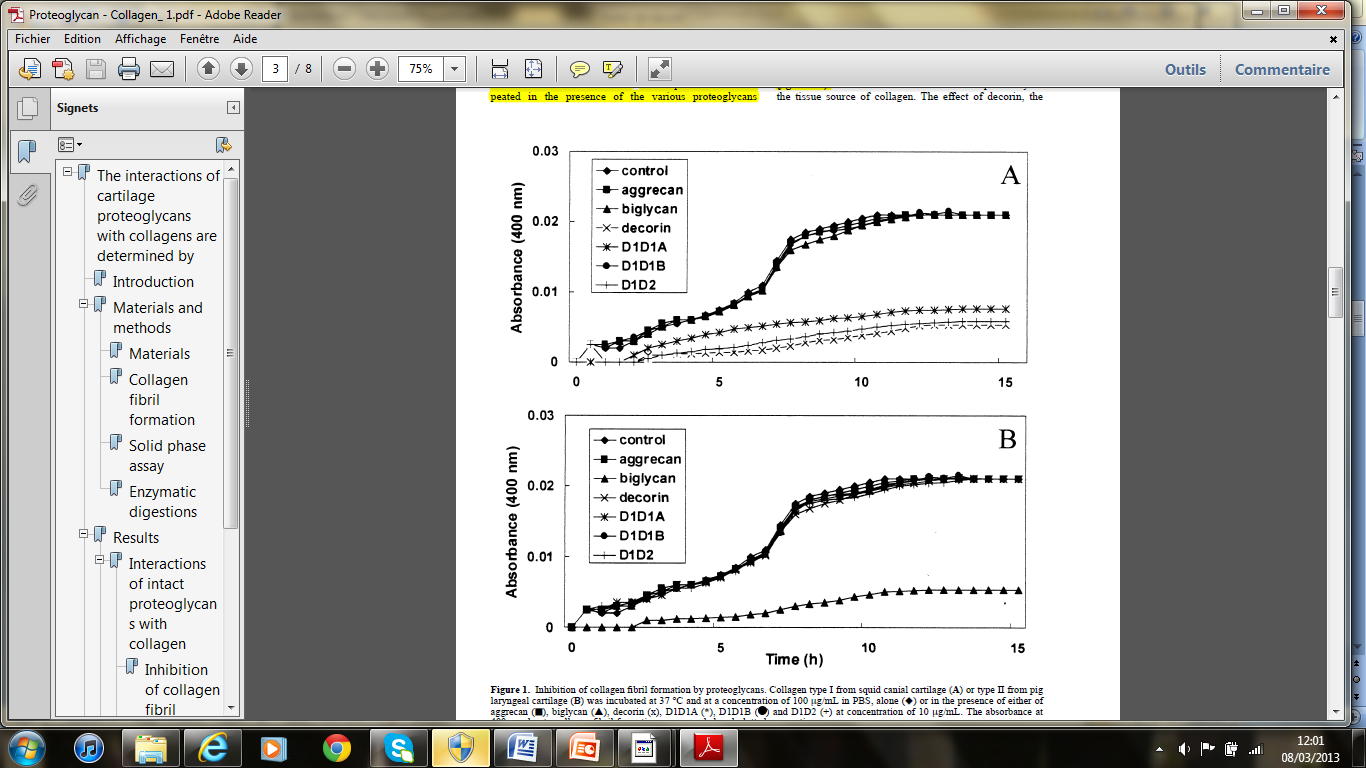 Proteoglycan - Collagen_ 1.pdf - Adobe Reader
Fichier Edition Affichage Fenêtre Aide
3 / 8 75% Outils Commentaire
Signets
The interactions of
cartilage
proteoglycans
with collagens are
determined by
Introduction
Materials and
methods
Materials
Collagen
fibril
formation
Solid phase
assay
Enzymatic
digestions
Results
Interactions
of intact
proteoglycan
s with
collagen
Inhibition
of collagen
fibril
peated in the presence of the various proteoglycans
the tissue source of collagen. The effect of decorin, the
A
Absorbance (400 nm)
0.03
0.02
0.01
0
control
aggrecan
biglycan
decorin
D1D1A
D1D1B
D1D2
0 5 10 15
B
Absorbance (400 nm)
0.03
0.02
0.01
0
control
aggrecan
biglycan
decorin
D1D1A
D1D1B
D1D2
0 5 10 15
Time (h)
Figure 1. Inhibition of collagen fibril formation by proteoglycans. Collagen type I from squid canial cartilage (A) or type II from pig
laryngeal cartilage (B) was incubated at 37 °C and at a concentration of 100 µg/mL in PBS, alone (◆) or in the presence of either of
aggrecan (■), biglycan (▲), decorin (x), D1D1A (*), D1D1B (●) and D1D2 (+) at concentration of 10 µg/mL. The absorbance at
12:01
08/03/2013